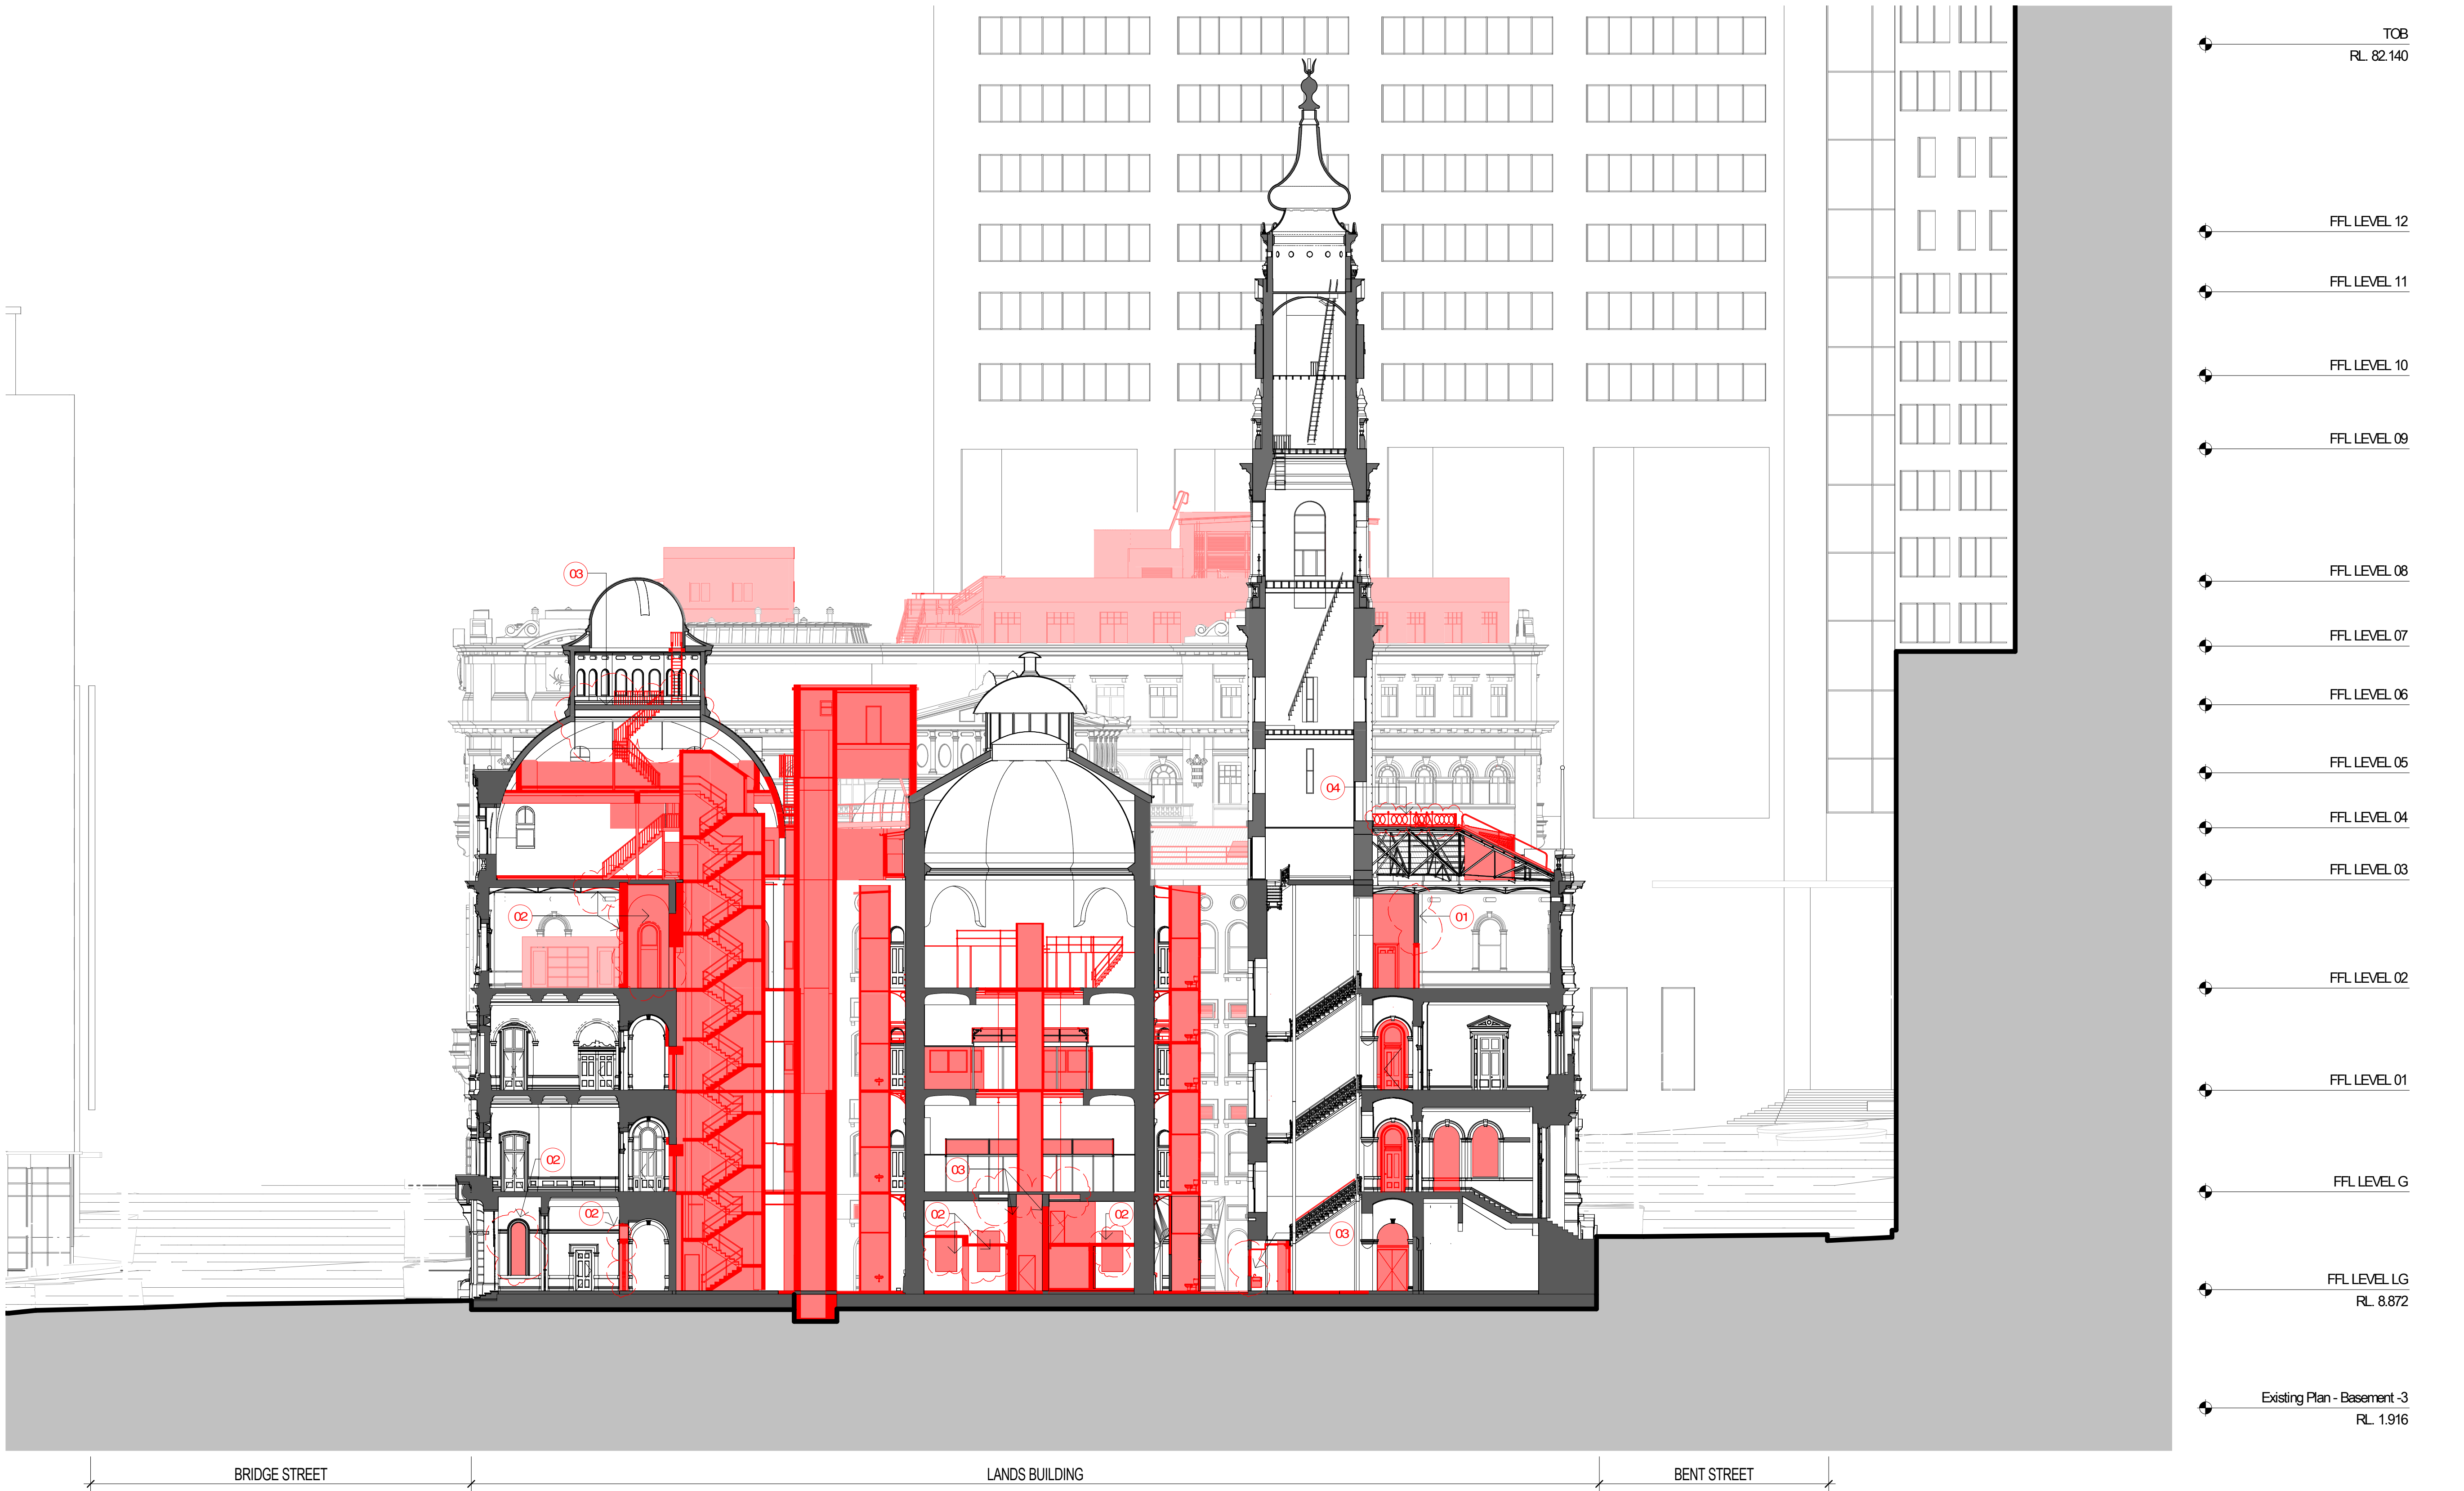 TOB
RL. 82.140
FFL LEVEL 12
FFL LEVEL 11
FFL LEVEL 10
FFL LEVEL 09
03
FFL LEVEL 08
FFL LEVEL 07
FFL LEVEL 06
FFL LEVEL 05
04
FFL LEVEL 04
FFL LEVEL 03
02
01
FFL LEVEL 02
FFL LEVEL 01
02
03
FFL LEVEL G
02
02
02
03
FFL LEVEL LG
RL. 8.872
Existing Plan - Basement -3
RL. 1.916
BRIDGE STREET
LANDS BUILDING
BENT STREET